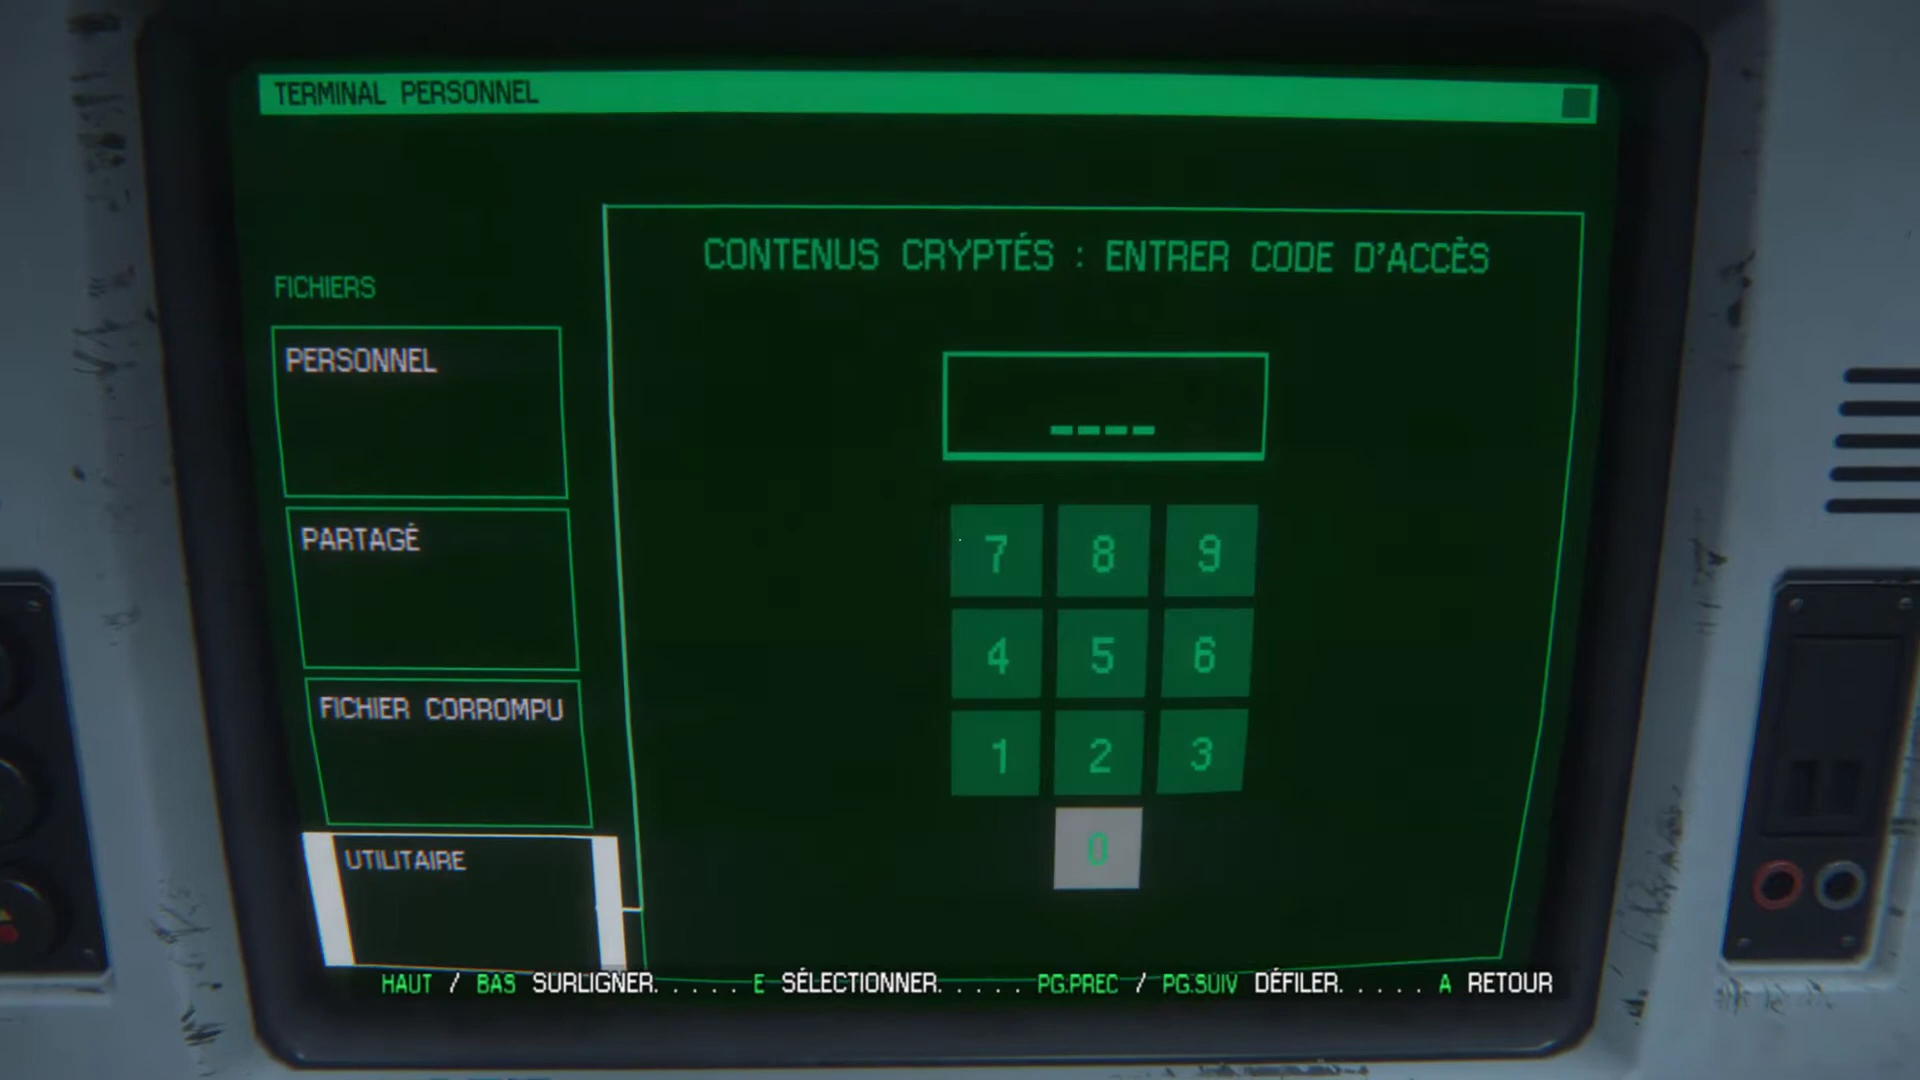 TERMINAL PERSONNEL
CONTENUS CRYPTÉS : ENTRER CODE D'ACCÈS
FICHIERS
PERSONNEL
PARTAGÉ
FICHIER CORROMPU
UTILITAIRE
____
7 8 9
4 5 6
1 2 3
0
HAUT / BAS SURLIGNER. . . . . E SÉLECTIONNER. . . . . PG.PREC / PG.SUIV DÉFILER. . . . . A RETOUR